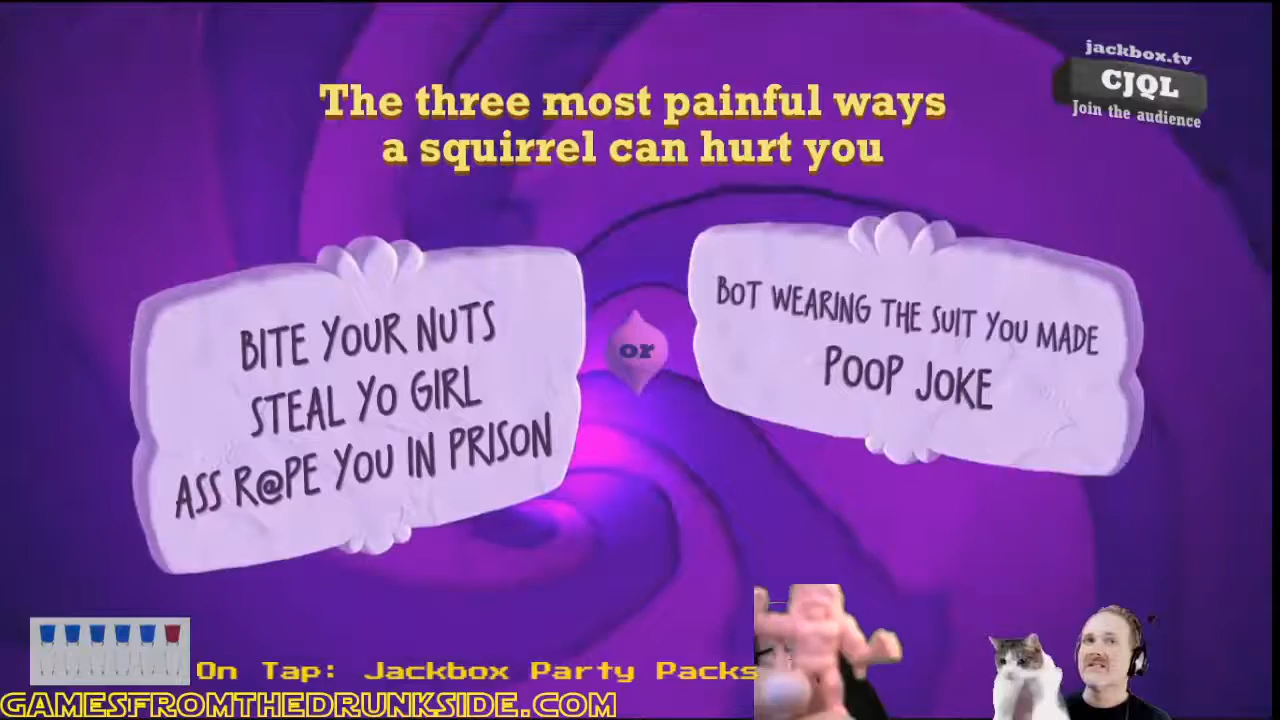 jackbox.tv
CJQL
Join the audience
The three most painful ways
a squirrel can hurt you
BITE YOUR NUTS
STEAL YO GIRL
ASS R@PE YOU IN PRISON
or
BOT WEARING THE SUIT YOU MADE
POOP JOKE
On Tap: Jackbox Party Packs
GAMESFROMTHEDRUNKSIDE.COM